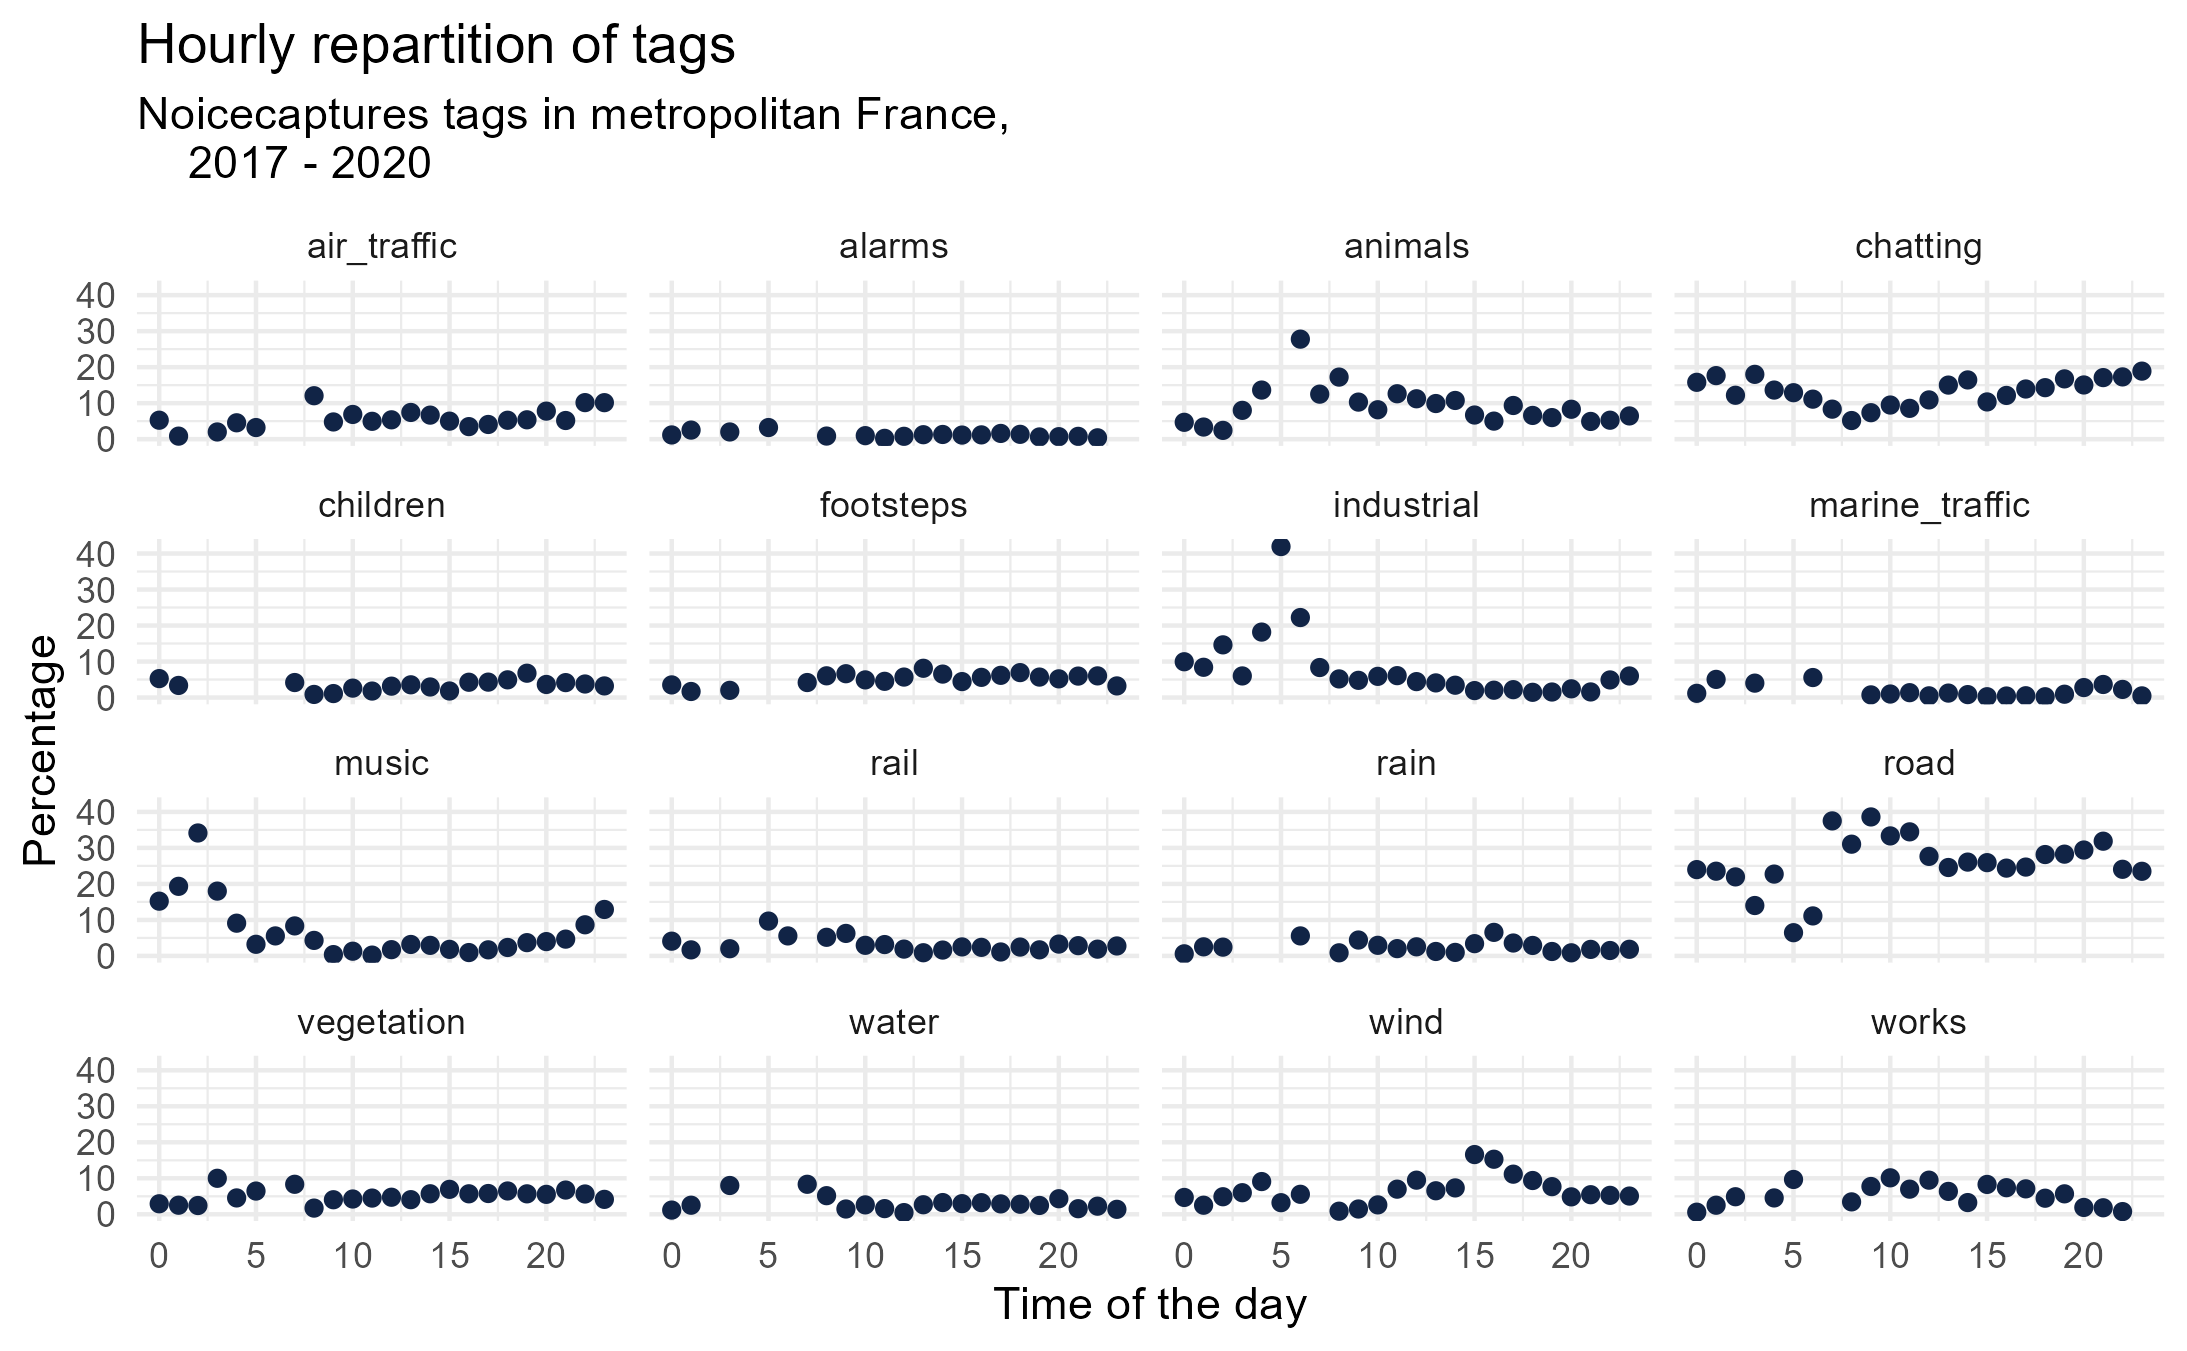 Hourly repartition of tags
Noicecaptures tags in metropolitan France,
2017 - 2020
air_traffic alarms animals chatting
40
30
20
10
0
children footsteps industrial marine_traffic
40
30
20
10
0
music rail rain road
40
30
20
10
0
vegetation water wind works
40
30
20
10
0
0 5 10 15 20 0 5 10 15 20 0 5 10 15 20 0 5 10 15 20
Time of the day
Percentage